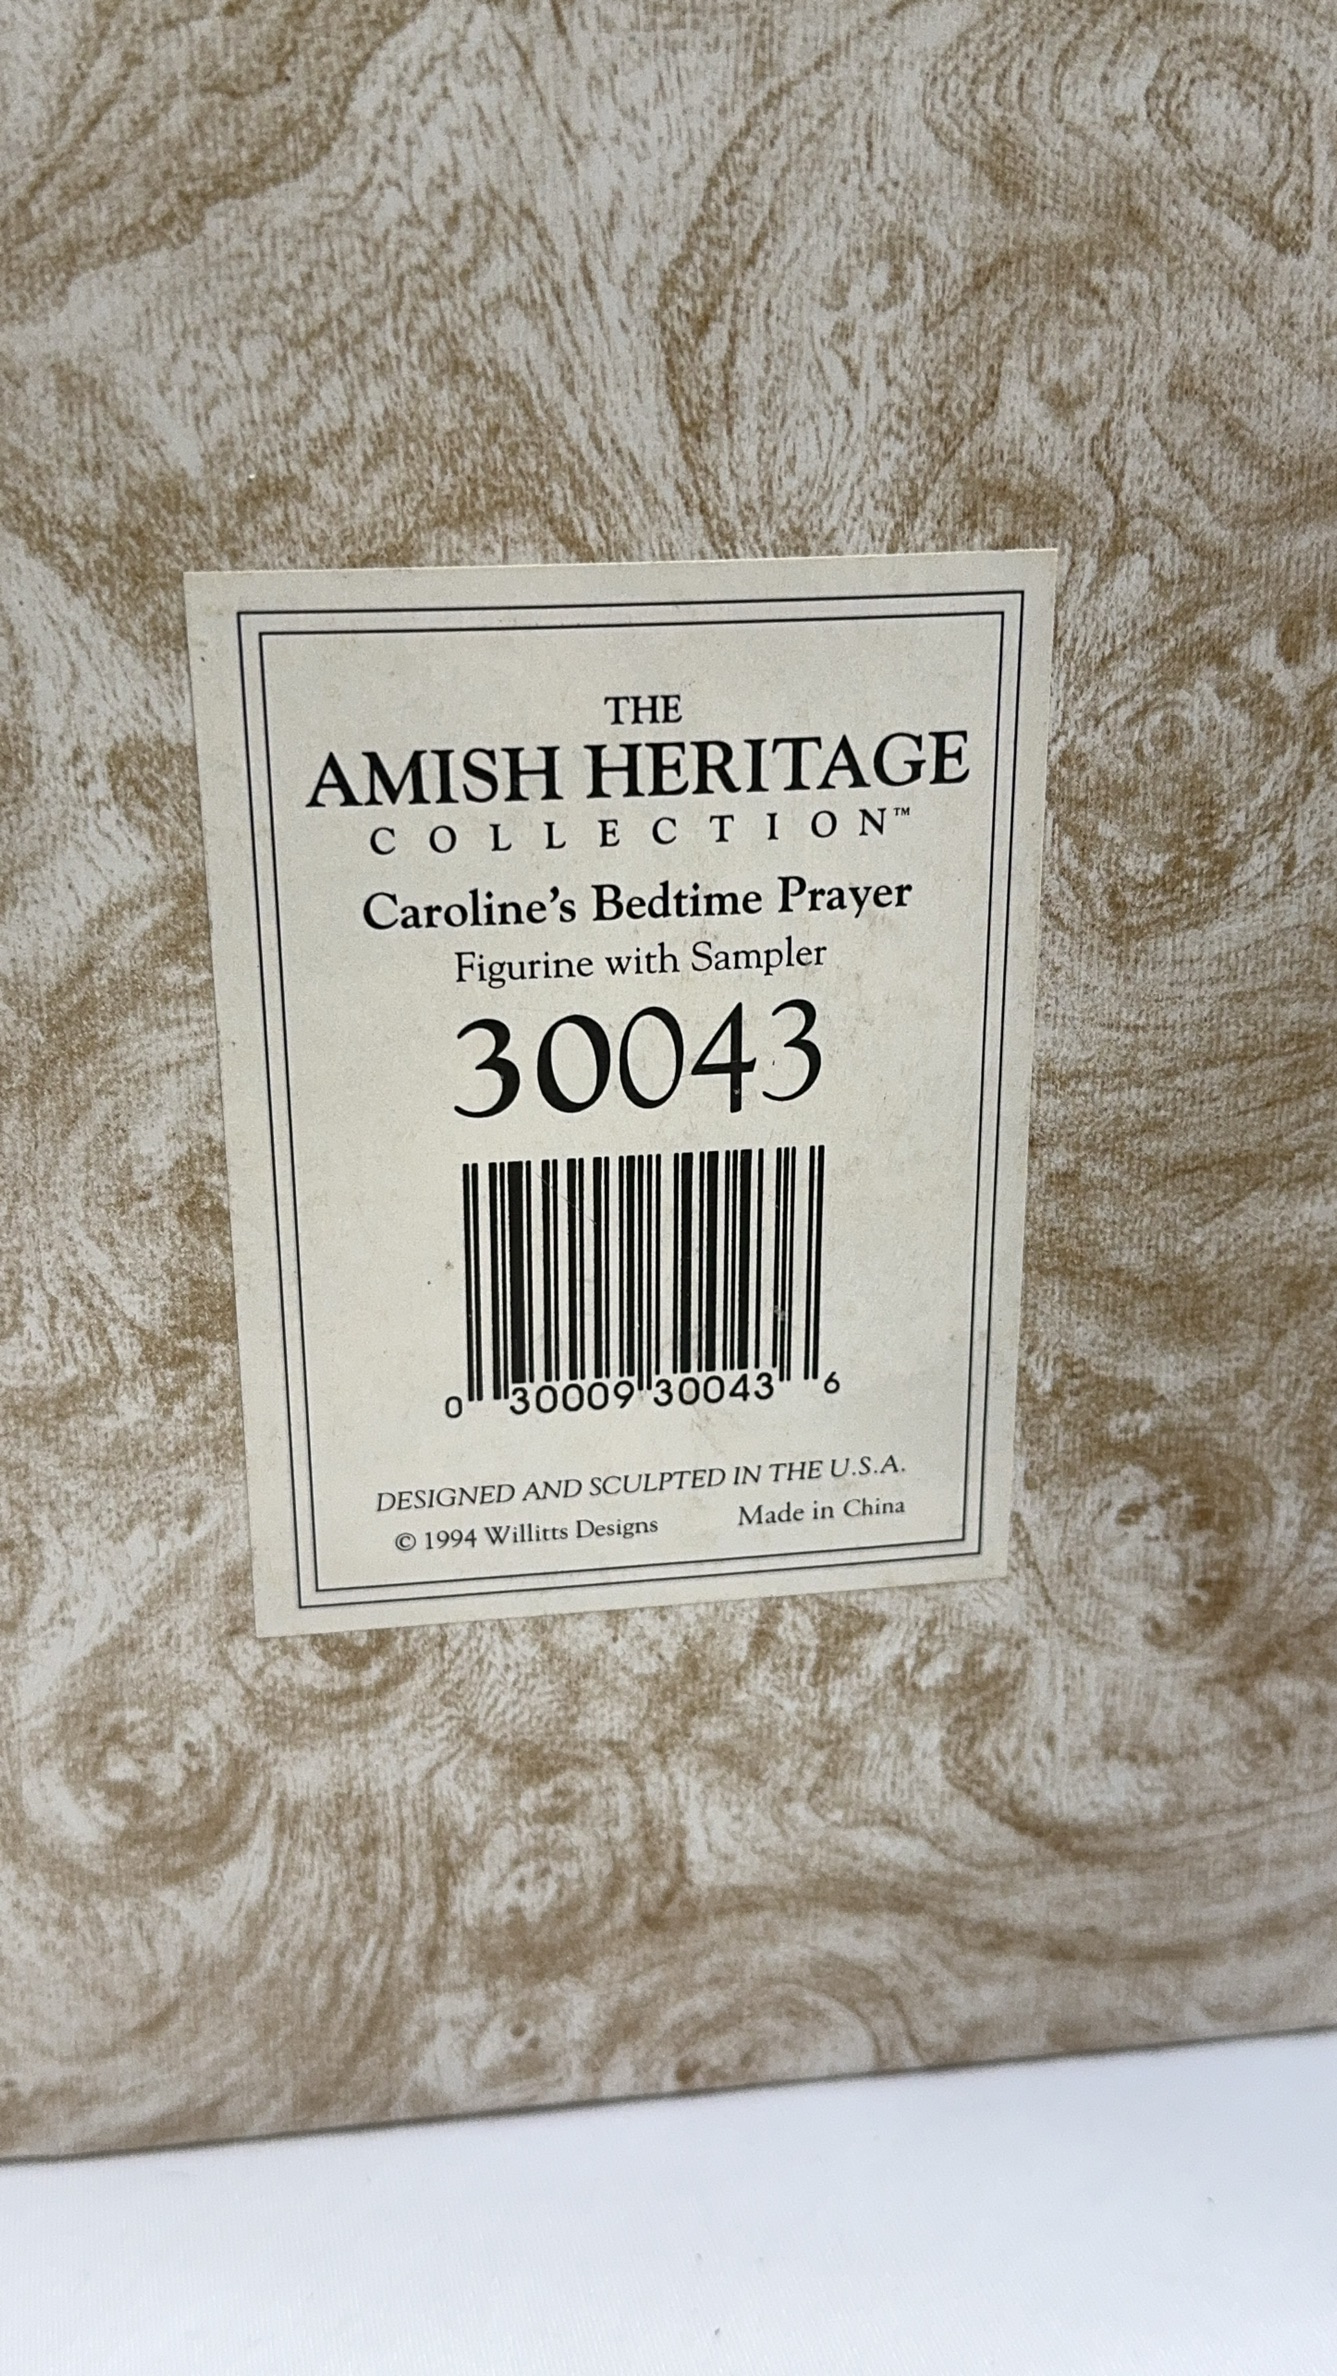 THE
AMISH HERITAGE
COLLECTION™
Caroline's Bedtime Prayer
Figurine with Sampler
30043
0 30009 30043 6
DESIGNED AND SCULPTED IN THE U.S.A.
© 1994 Willitts Designs Made in China